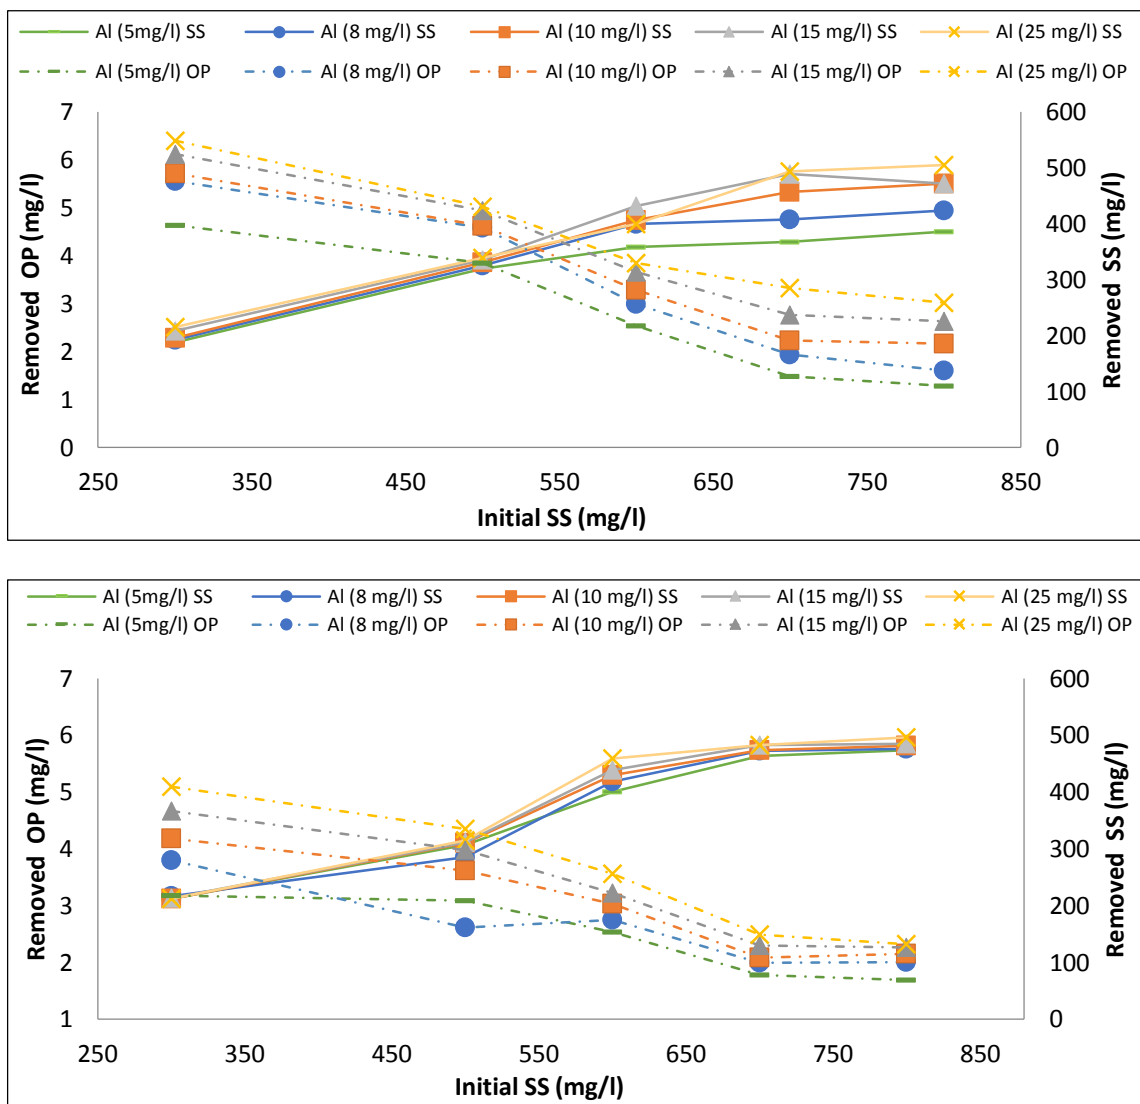 Al (5mg/l) SS Al (8 mg/l) SS Al (10 mg/l) SS Al (15 mg/l) SS Al (25 mg/l) SS
Al (5mg/l) OP Al (8 mg/l) OP Al (10 mg/l) OP Al (15 mg/l) OP Al (25 mg/l) OP
Removed OP (mg/l)
7
6
5
4
3
2
1
0
600
500
400
300
200
100
0
Removed SS (mg/l)
250 350 450 550 650 750 850
Initial SS (mg/l)
Al (5mg/l) SS Al (8 mg/l) SS Al (10 mg/l) SS Al (15 mg/l) SS Al (25 mg/l) SS
Al (5mg/l) OP Al (8 mg/l) OP Al (10 mg/l) OP Al (15 mg/l) OP Al (25 mg/l) OP
Removed OP (mg/l)
7
6
5
4
3
2
1
600
500
400
300
200
100
0
Removed SS (mg/l)
250 350 450 550 650 750 850
Initial SS (mg/l)